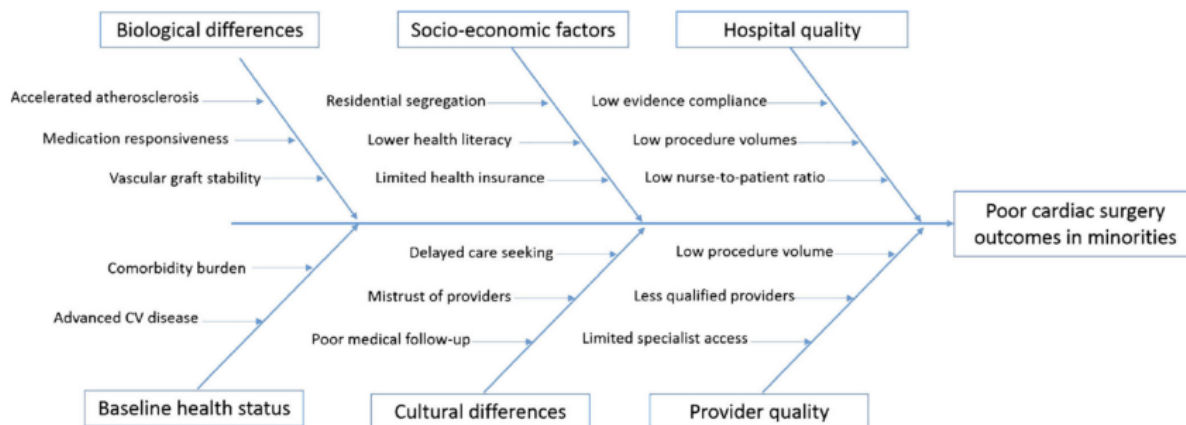 Biological differences
Socio-economic factors
Hospital quality
Accelerated atherosclerosis
Medication responsiveness
Vascular graft stability
Residential segregation
Lower health literacy
Limited health insurance
Low evidence compliance
Low procedure volumes
Low nurse-to-patient ratio
Poor cardiac surgery
outcomes in minorities
Comorbidity burden
Advanced CV disease
Delayed care seeking
Mistrust of providers
Poor medical follow-up
Low procedure volume
Less qualified providers
Limited specialist access
Baseline health status
Cultural differences
Provider quality